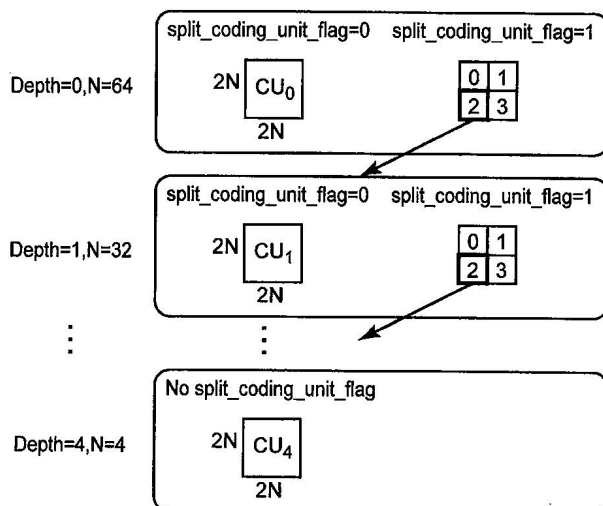 split_coding_unit_flag=0 split_coding_unit_flag=1
Depth=0,N=64
2N CU0 0 1
2 3
2N
split_coding_unit_flag=0 split_coding_unit_flag=1
Depth=1,N=32
2N CU1 0 1
2 3
2N
No split_coding_unit_flag
Depth=4,N=4
2N CU4
2N